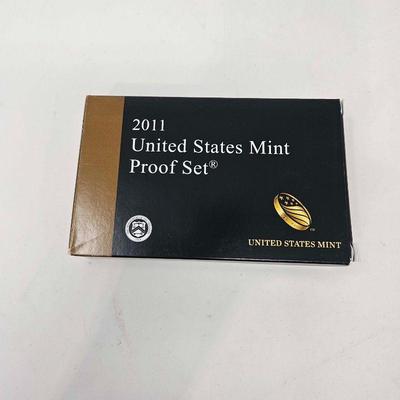 2011
United States Mint
Proof Set®
UNITED STATES MINT